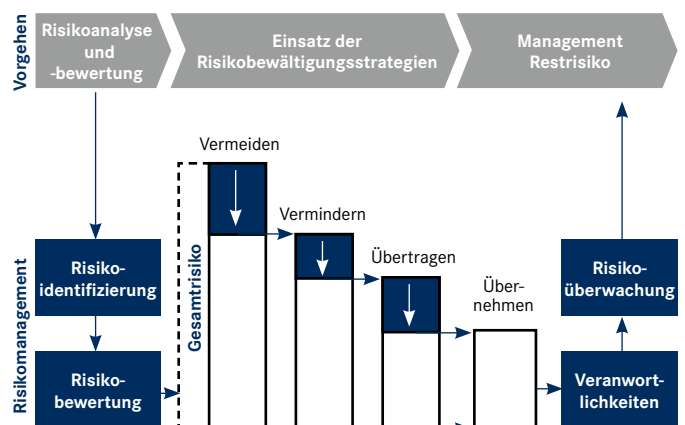 Vorgehen
Risikoanalyse
und
-bewertung
Einsatz der
Risikobewältigungsstrategien
Management
Restrisiko
Vermeiden
Vermindern
Übertragen
Über-
nehmen
Risikomanagement
Risiko-
identifizierung
Risiko-
bewertung
Gesamtrisiko
Risiko-
überwachung
Veranwort-
lichkeiten